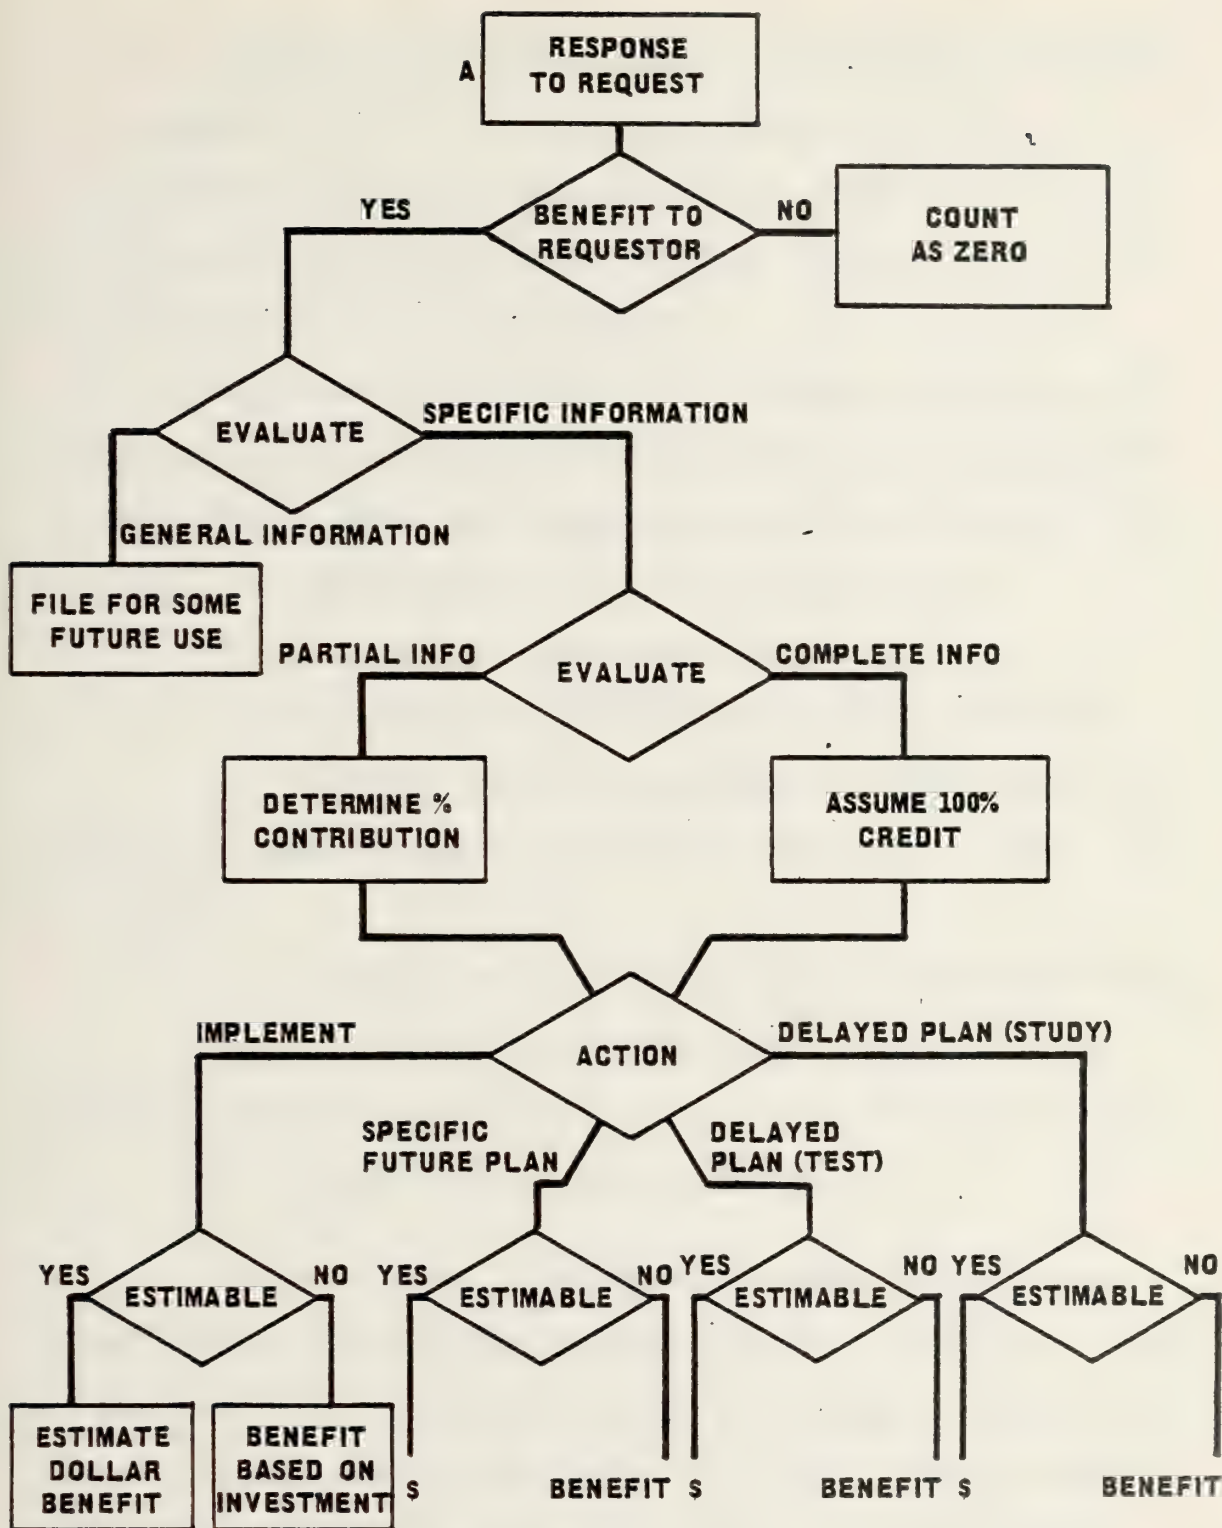 RESPONSE
A
TO REQUEST
YES
BENEFIT TO
REQUESTOR
NO
COUNT
AS ZERO
EVALUATE
SPECIFIC INFORMATION
GENERAL INFORMATION
FILE FOR SOME
FUTURE USE
PARTIAL INFO
EVALUATE
COMPLETE INFO
DETERMINE %
CONTRIBUTION
ASSUME 100%
CREDIT
IMPLEMENT
ACTION
DELAYED PLAN (STUDY)
SPECIFIC
FUTURE PLAN
DELAYED
PLAN (TEST)
YES
ESTIMABLE
NO
YES
ESTIMABLE
NO
YES
ESTIMABLE
NO
YES
ESTIMABLE
NO
ESTIMATE
DOLLAR
BENEFIT
BENEFIT
BASED ON
INVESTMENT
$
BENEFIT
$
BENEFIT
$
BENEFIT